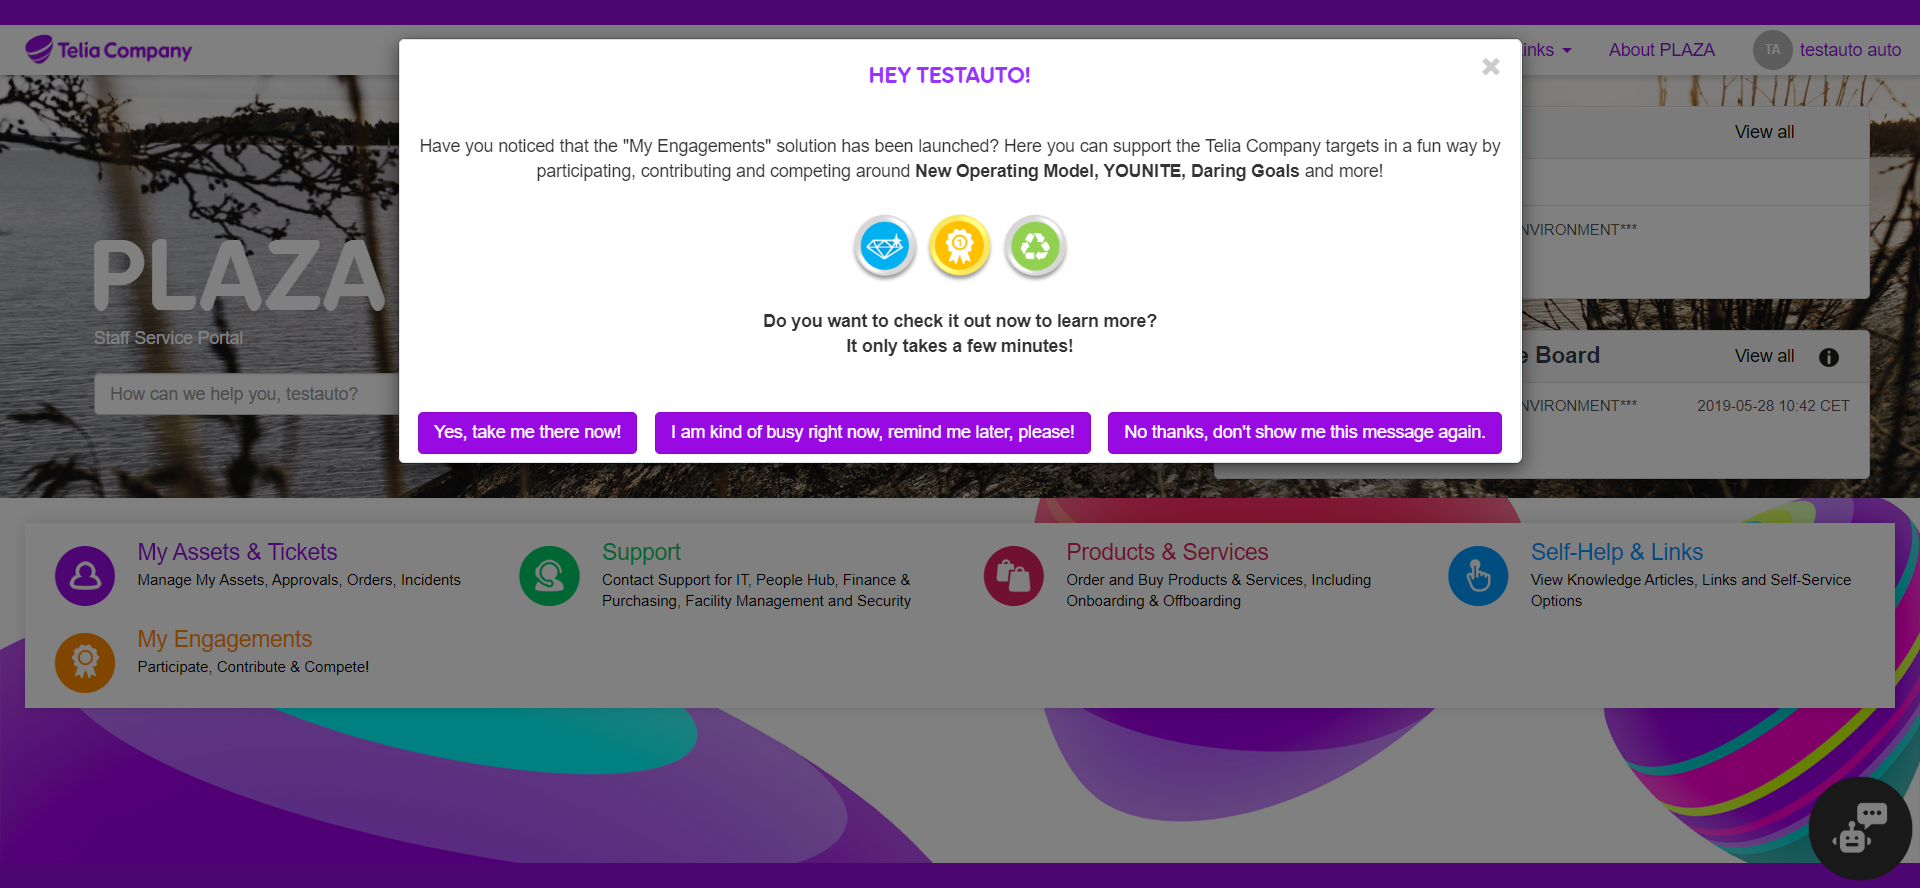 Telia Company
inks
About PLAZA
TA
testauto auto
HEY TESTAUTO!
Have you noticed that the "My Engagements" solution has been launched? Here you can support the Telia Company targets in a fun way by
participating, contributing and competing around New Operating Model, YOUNITE, Daring Goals and more!
1
Do you want to check it out now to learn more?
It only takes a few minutes!
Yes, take me there now!
I am kind of busy right now, remind me later, please!
No thanks, don't show me this message again.
View all
VIRONMENT***
PLAZA
Staff Service Portal
How can we help you, testauto?
e Board
View all
VIRONMENT***
2019-05-28 10:42 CET
My Assets & Tickets
Manage My Assets, Approvals, Orders, Incidents
Support
Contact Support for IT, People Hub, Finance &
Purchasing, Facility Management and Security
Products & Services
Order and Buy Products & Services, Including
Onboarding & Offboarding
Self-Help & Links
View Knowledge Articles, Links and Self-Service
Options
My Engagements
Participate, Contribute & Compete!